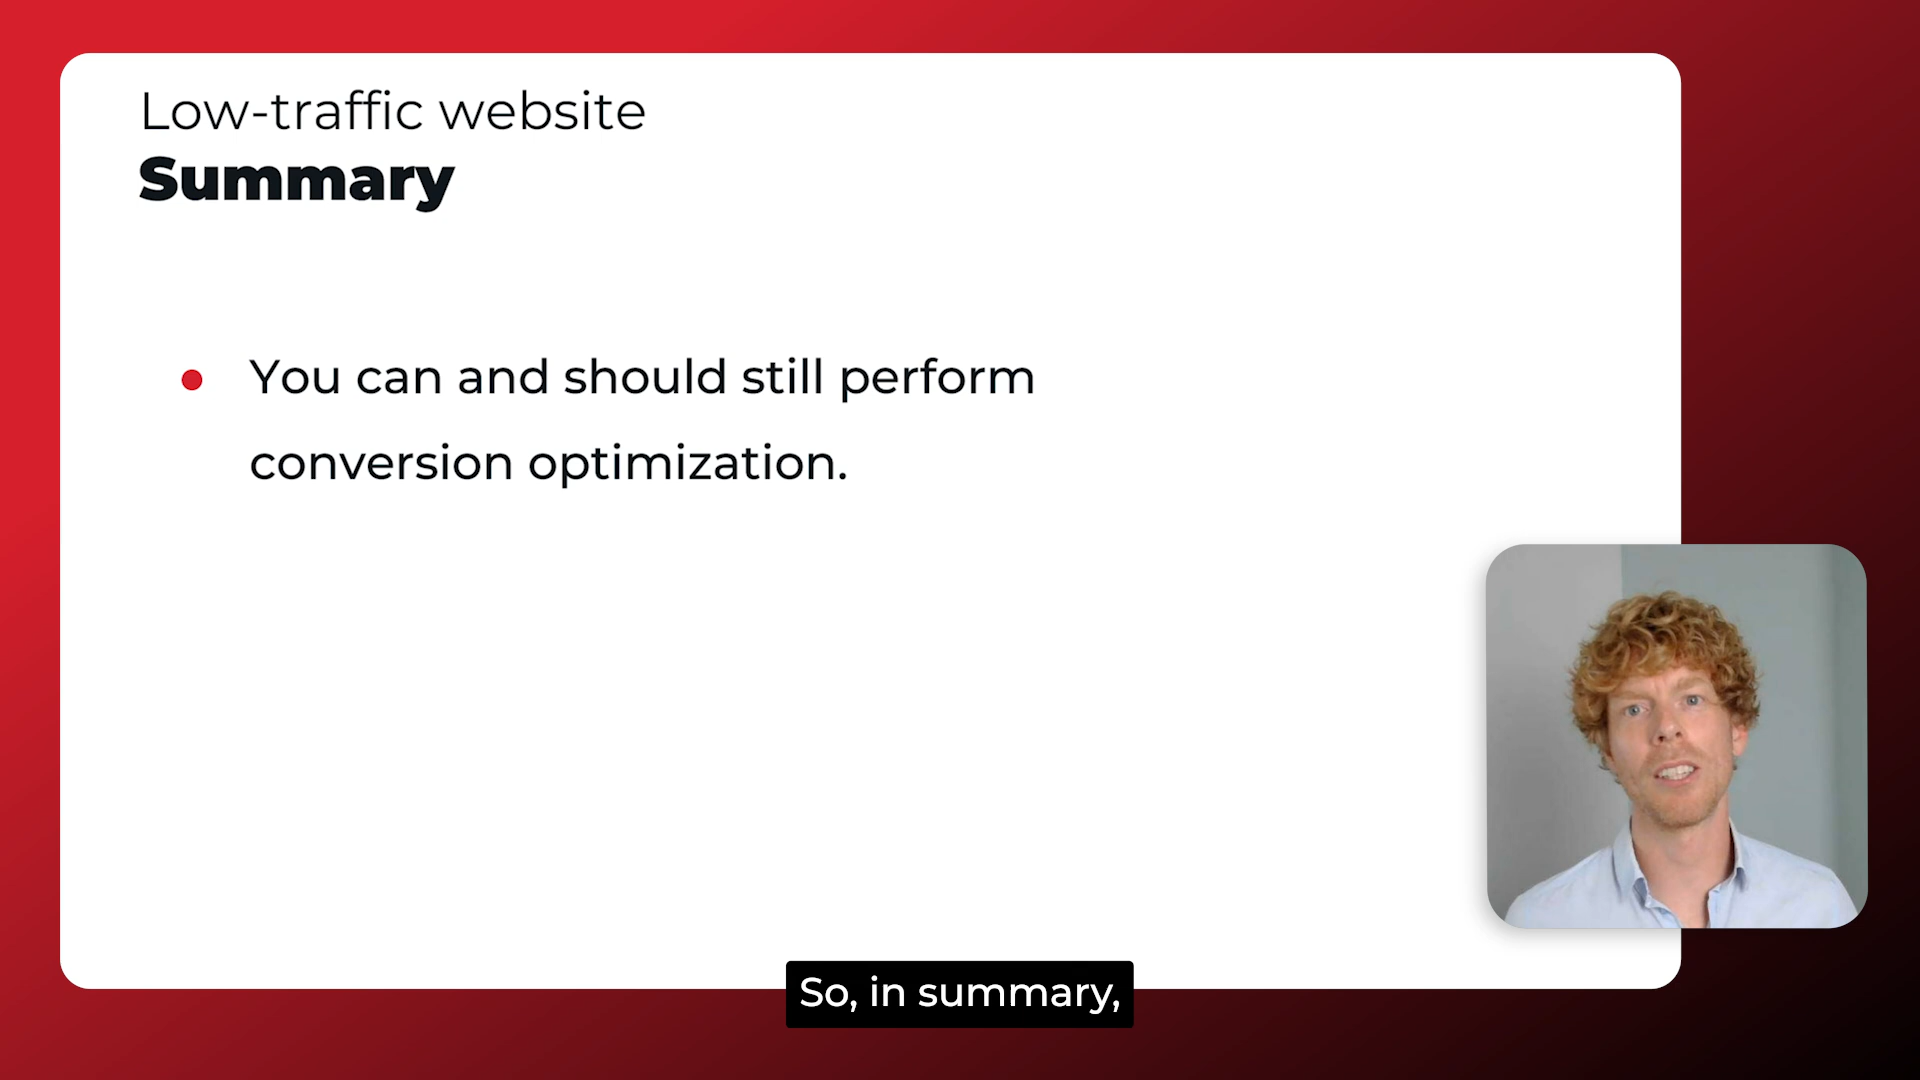 Low-traffic website
Summary
• You can and should still perform
conversion optimization.
So, in summary,